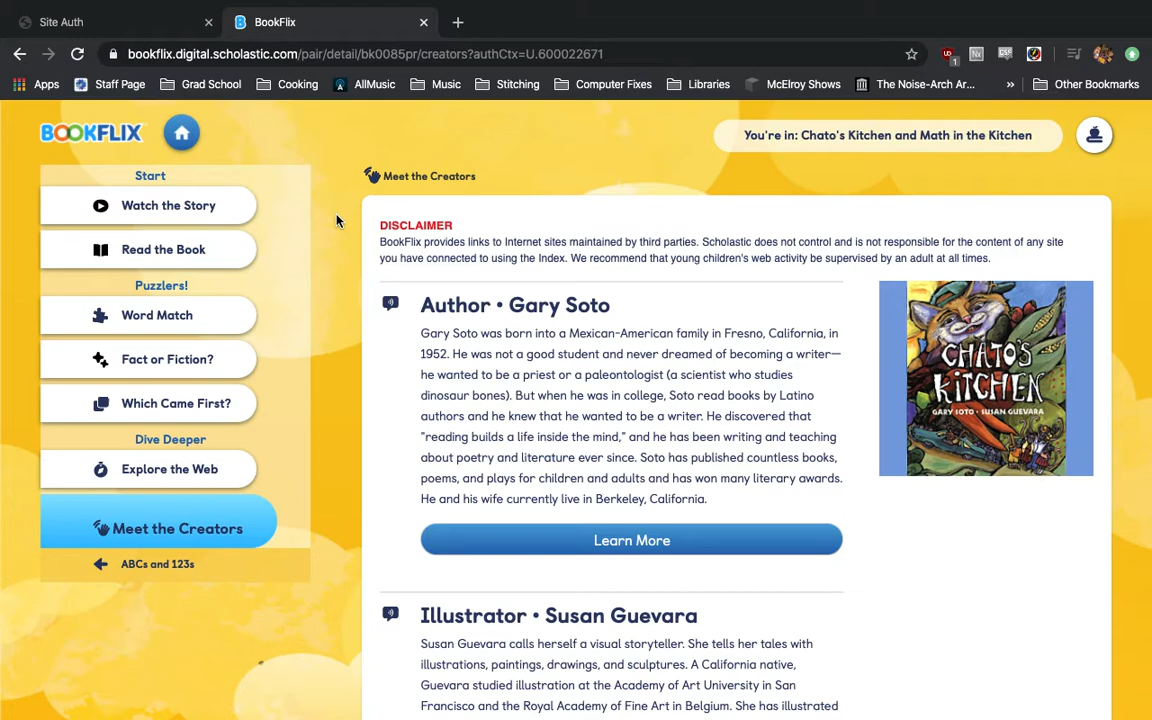 Site Auth
BookFlix
bookflix.digital.scholastic.com/pair/detail/bk0085pr/creators?authCtx=U.600022671
Apps Staff Page Grad School Cooking AllMusic Music Stitching Computer Fixes Libraries McElroy Shows The Noise-Arch Ar... » Other Bookmarks
BOOKFLIX
You're in: Chato's Kitchen and Math in the Kitchen
Start
Watch the Story
Read the Book
Puzzlers!
Word Match
Fact or Fiction?
Which Came First?
Dive Deeper
Explore the Web
Meet the Creators
ABCs and 123s
Meet the Creators
DISCLAIMER
BookFlix provides links to Internet sites maintained by third parties. Scholastic does not control and is not responsible for the content of any site
you have connected to using the Index. We recommend that young children's web activity be supervised by an adult at all times.
Author • Gary Soto
Gary Soto was born into a Mexican-American family in Fresno, California, in
1952. He was not a good student and never dreamed of becoming a writer—
he wanted to be a priest or a paleontologist (a scientist who studies
dinosaur bones). But when he was in college, Soto read books by Latino
authors and he knew that he wanted to be a writer. He discovered that
"reading builds a life inside the mind," and he has been writing and teaching
about poetry and literature ever since. Soto has published countless books,
poems, and plays for children and adults and has won many literary awards.
He and his wife currently live in Berkeley, California.
Learn More
CHATO'S
KITCHEN
GARY SOTO • SUSAN GUEVARA
Illustrator • Susan Guevara
Susan Guevara calls herself a visual storyteller. She tells her tales with
illustrations, paintings, drawings, and sculptures. A California native,
Guevara studied illustration at the Academy of Art University in San
Francisco and the Royal Academy of Fine Art in Belgium. She has illustrated